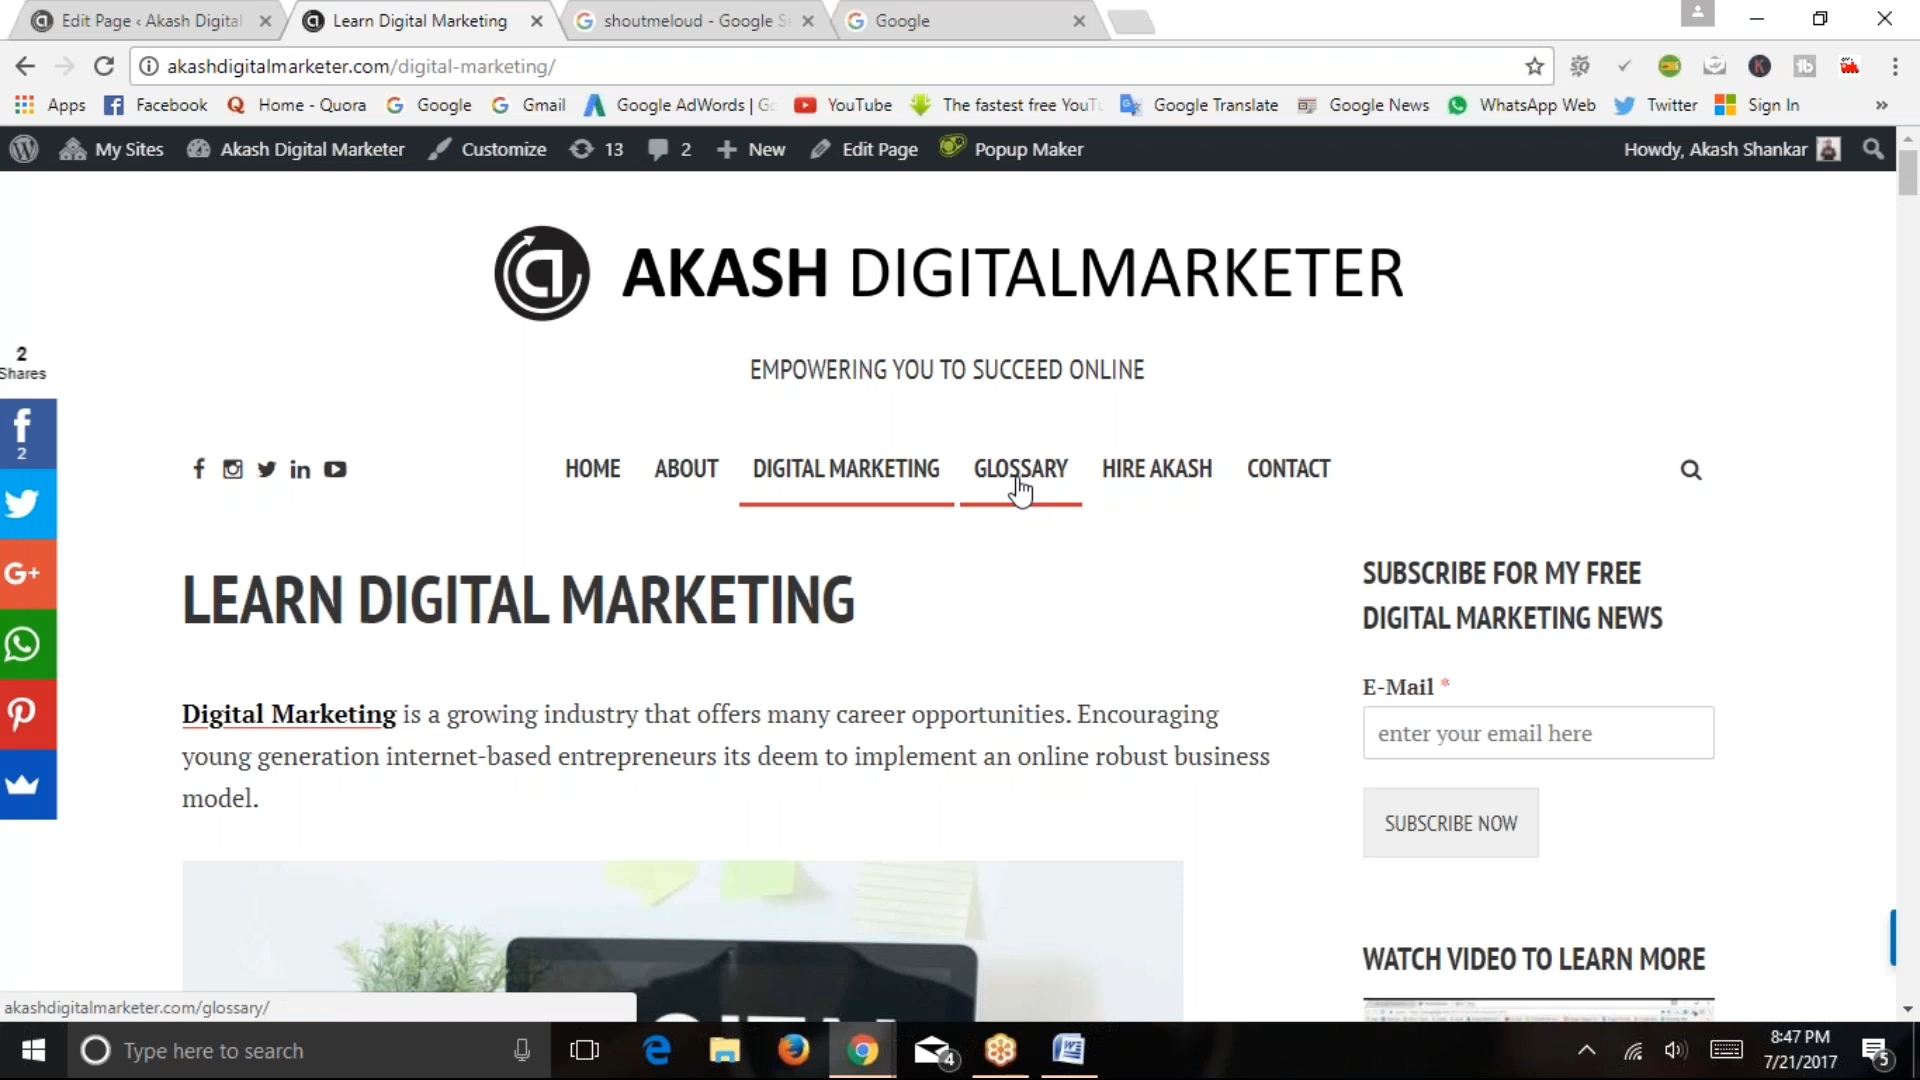 Edit Page ‹ Akash Digital
Learn Digital Marketing
shoutmeloud - Google S
Google
akashdigitalmarketer.com/digital-marketing/
Apps Facebook Home - Quora Google Gmail Google AdWords | Go YouTube The fastest free YouT Google Translate Google News WhatsApp Web Twitter Sign In »
My Sites Akash Digital Marketer Customize 13 2 + New Edit Page Popup Maker Howdy, Akash Shankar
AKASH DIGITALMARKETER
EMPOWERING YOU TO SUCCEED ONLINE
2
Shares
2
G+
HOME ABOUT DIGITAL MARKETING GLOSSARY HIRE AKASH CONTACT
LEARN DIGITAL MARKETING
Digital Marketing is a growing industry that offers many career opportunities. Encouraging
young generation internet-based entrepreneurs its deem to implement an online robust business
model.
SUBSCRIBE FOR MY FREE
DIGITAL MARKETING NEWS
E-Mail *
enter your email here
SUBSCRIBE NOW
WATCH VIDEO TO LEARN MORE
akashdigitalmarketer.com/glossary/
Type here to search
4
8:47 PM
7/21/2017
5